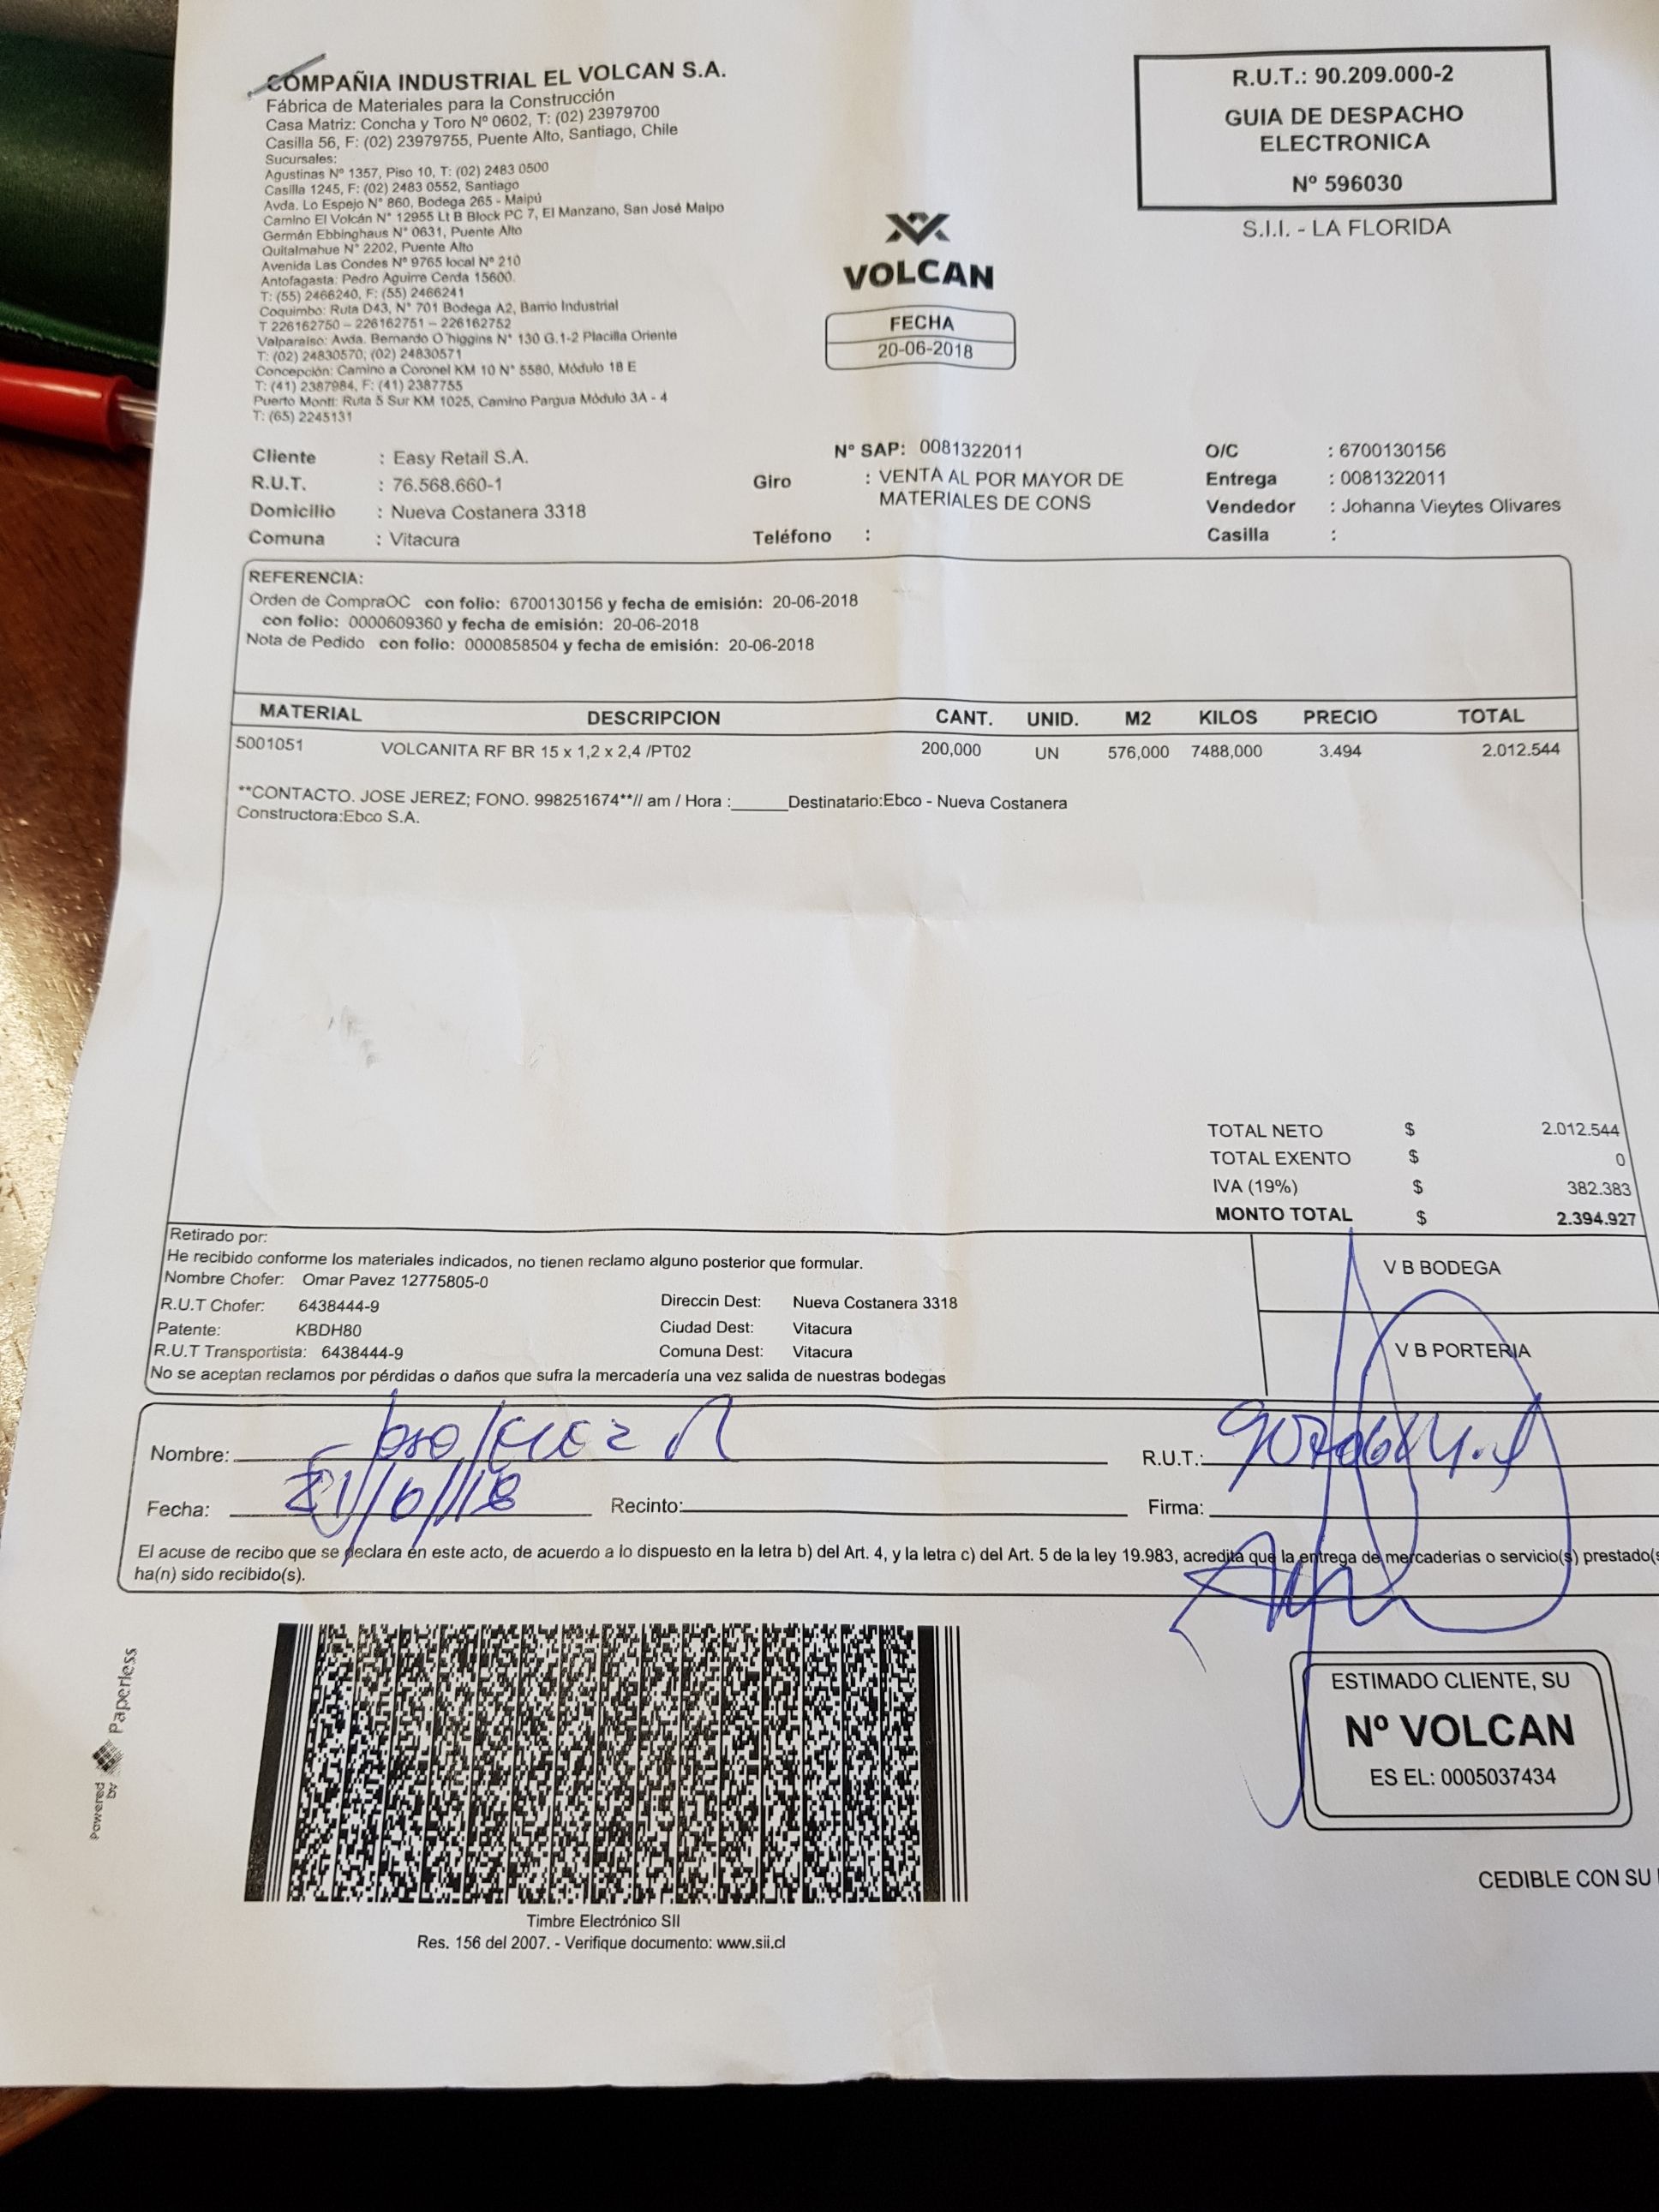 COMPAÑIA INDUSTRIAL EL VOLCAN S.A.
Fábrica de Materiales para la Construcción
Casa Matriz: Concha y Toro Nº 0602, T: (02) 23979700
Casilla 56, F: (02) 23979755, Puente Alto, Santiago, Chile
Sucursales:
Agustinas Nº 1357, Piso 10, T: (02) 2483 0500
Casilla 1245, F: (02) 2483 0552, Santiago
Avda. Lo Espejo N° 860, Bodega 265 - Maipú
Camino El Volcán N° 12955 Lt B Block PC 7, El Manzano, San José Maipo
Germán Ebbinghaus N° 0631, Puente Alto
Quitalmahue N° 2202, Puente Alto
Avenida Las Condes N° 9765 local N° 210
Antofagasta: Pedro Aguirre Cerda 15600.
T: (55) 2466240, F: (55) 2466241
Coquimbo: Ruta D43, N° 701 Bodega A2, Barrio Industrial
T 226162750 – 226162751 – 226162752
Valparaíso: Avda. Bernardo O'higgins N° 130 G.1-2 Placilla Oriente
T: (02) 24830570; (02) 24830571
Concepción: Camino a Coronel KM 10 N° 5580, Módulo 18 E
T: (41) 2387984, F: (41) 2387755
Puerto Montt: Ruta 5 Sur KM 1025, Camino Pargua Módulo 3A - 4
T: (65) 2245131
VOLCAN
FECHA
20-06-2018
R.U.T.: 90.209.000-2
GUIA DE DESPACHO
ELECTRONICA
Nº 596030
S.I.I. - LA FLORIDA
Cliente : Easy Retail S.A. Nº SAP: 0081322011 O/C : 6700130156
R.U.T. : 76.568.660-1 Giro : VENTA AL POR MAYOR DE Entrega : 0081322011
MATERIALES DE CONS
Domicilio : Nueva Costanera 3318 Vendedor : Johanna Vieytes Olivares
Comuna : Vitacura Teléfono : Casilla :
REFERENCIA:
Orden de CompraOC con folio: 6700130156 y fecha de emisión: 20-06-2018
con folio: 0000609360 y fecha de emisión: 20-06-2018
Nota de Pedido con folio: 0000858504 y fecha de emisión: 20-06-2018
MATERIAL DESCRIPCION CANT. UNID. M2 KILOS PRECIO TOTAL
5001051 VOLCANITA RF BR 15 x 1,2 x 2,4 /PT02 200,000 UN 576,000 7488,000 3.494 2.012.544
**CONTACTO. JOSE JEREZ; FONO. 998251674**// am / Hora :______Destinatario:Ebco - Nueva Costanera
Constructora:Ebco S.A.
TOTAL NETO $ 2.012.544
TOTAL EXENTO $ 0
IVA (19%) $ 382.383
MONTO TOTAL $ 2.394.927
Retirado por:
He recibido conforme los materiales indicados, no tienen reclamo alguno posterior que formular.
Nombre Chofer: Omar Pavez 12775805-0
R.U.T Chofer: 6438444-9 Direccin Dest: Nueva Costanera 3318
Patente: KBDH80 Ciudad Dest: Vitacura
R.U.T Transportista: 6438444-9 Comuna Dest: Vitacura
No se aceptan reclamos por pérdidas o daños que sufra la mercadería una vez salida de nuestras bodegas
V B BODEGA
V B PORTERIA
Nombre: R.U.T.:
Fecha: 21/6/18 Recinto: Firma:
El acuse de recibo que se declara en este acto, de acuerdo a lo dispuesto en la letra b) del Art. 4, y la letra c) del Art. 5 de la ley 19.983, acredita que la entrega de mercaderias o servicio(s) prestado(s
ha(n) sido recibido(s).
Powered by Paperless
Timbre Electrónico SII
Res. 156 del 2007. - Verifique documento: www.sii.cl
ESTIMADO CLIENTE, SU
Nº VOLCAN
ES EL: 0005037434
CEDIBLE CON SU